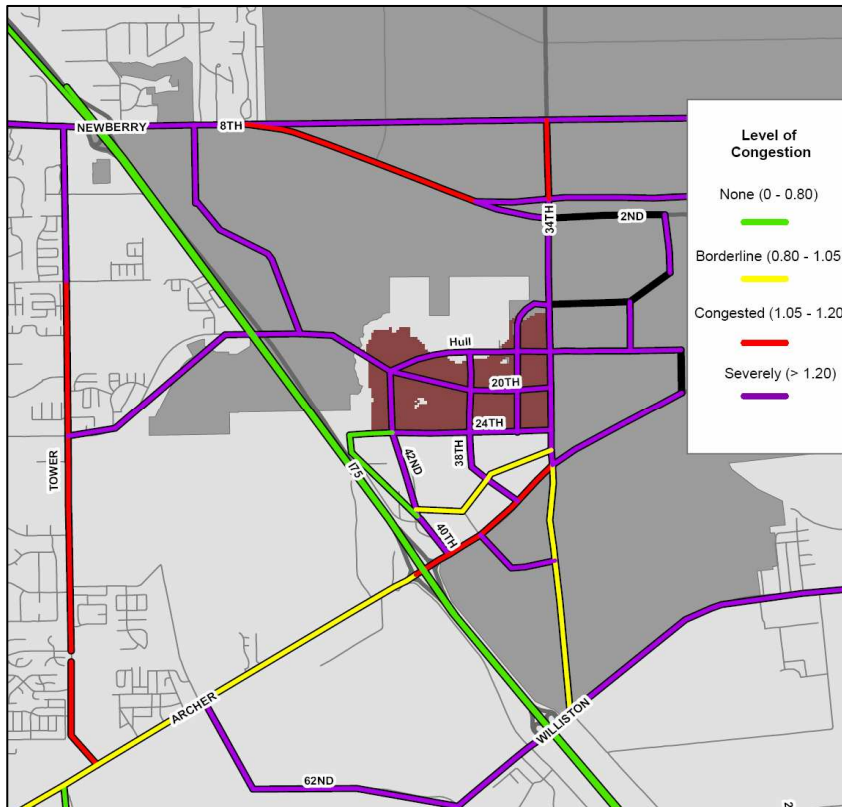 NEWBERRY
8TH
34TH
2ND
Hull
20TH
24TH
42ND
38TH
I75
TOWER
40TH
ARCHER
WILLISTON
62ND
2
Level of
Congestion
None (0 - 0.80)
Borderline (0.80 - 1.05
Congested (1.05 - 1.20
Severely (> 1.20)